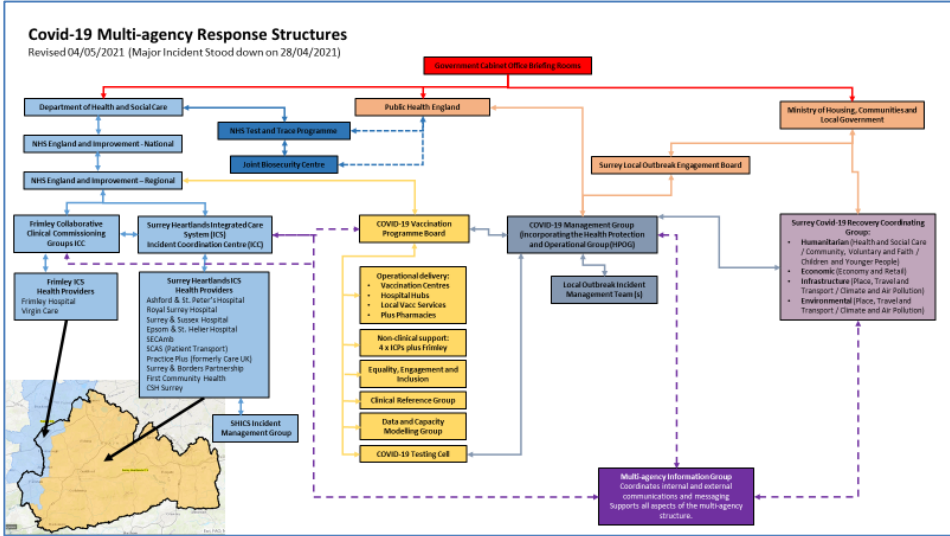 Covid-19 Multi-agency Response Structures
Revised 04/05/2021 (Major Incident Stood down on 28/04/2021)
Government Cabinet Office Briefing Rooms
Department of Health and Social Care
Public Health England
Ministry of Housing, Communities and
Local Government
NHS Test and Trace Programme
NHS England and Improvement - National
Joint Biosecurity Centre
Surrey Local Outbreak Engagement Board
NHS England and Improvement – Regional
Frimley Collaborative
Clinical Commissioning
Groups ICC
Surrey Heartlands Integrated Care
System (ICS)
Incident Coordination Centre (ICC)
COVID-19 Vaccination
Programme Board
COVID-19 Management Group
(incorporating the Health Protection
and Operational Group(HPOG)
Surrey Covid-19 Recovery Coordinating
Group:
• Humanitarian (Health and Social Care
/ Community, Voluntary and Faith /
Children and Younger People)
• Economic (Economy and Retail)
• Infrastructure (Place, Travel and
Transport / Climate and Air Pollution)
• Environmental (Place, Travel and
Transport / Climate and Air Pollution)
Frimley ICS
Health Providers
Frimley Hospital
Virgin Care
Surrey Heartlands ICS
Health Providers
Ashford & St. Peter's Hospital
Royal Surrey Hospital
Surrey & Sussex Hospital
Epsom & St. Helier Hospital
SECAmb
SCAS (Patient Transport)
Practice Plus (formerly Care UK)
Surrey & Borders Partnership
First Community Health
CSH Surrey
Operational delivery:
• Vaccination Centres
• Hospital Hubs
• Local Vacc Services
• Plus Pharmacies
Local Outbreak Incident
Management Team (s)
Non-clinical support:
4 x ICPs plus Frimley
Equality, Engagement and
Inclusion
Clinical Reference Group
Data and Capacity
Modelling Group
COVID-19 Testing Cell
SHICS Incident
Management Group
Multi-agency Information Group
Coordinates internal and external
communications and messaging
Supports all aspects of the multi-agency
structure.